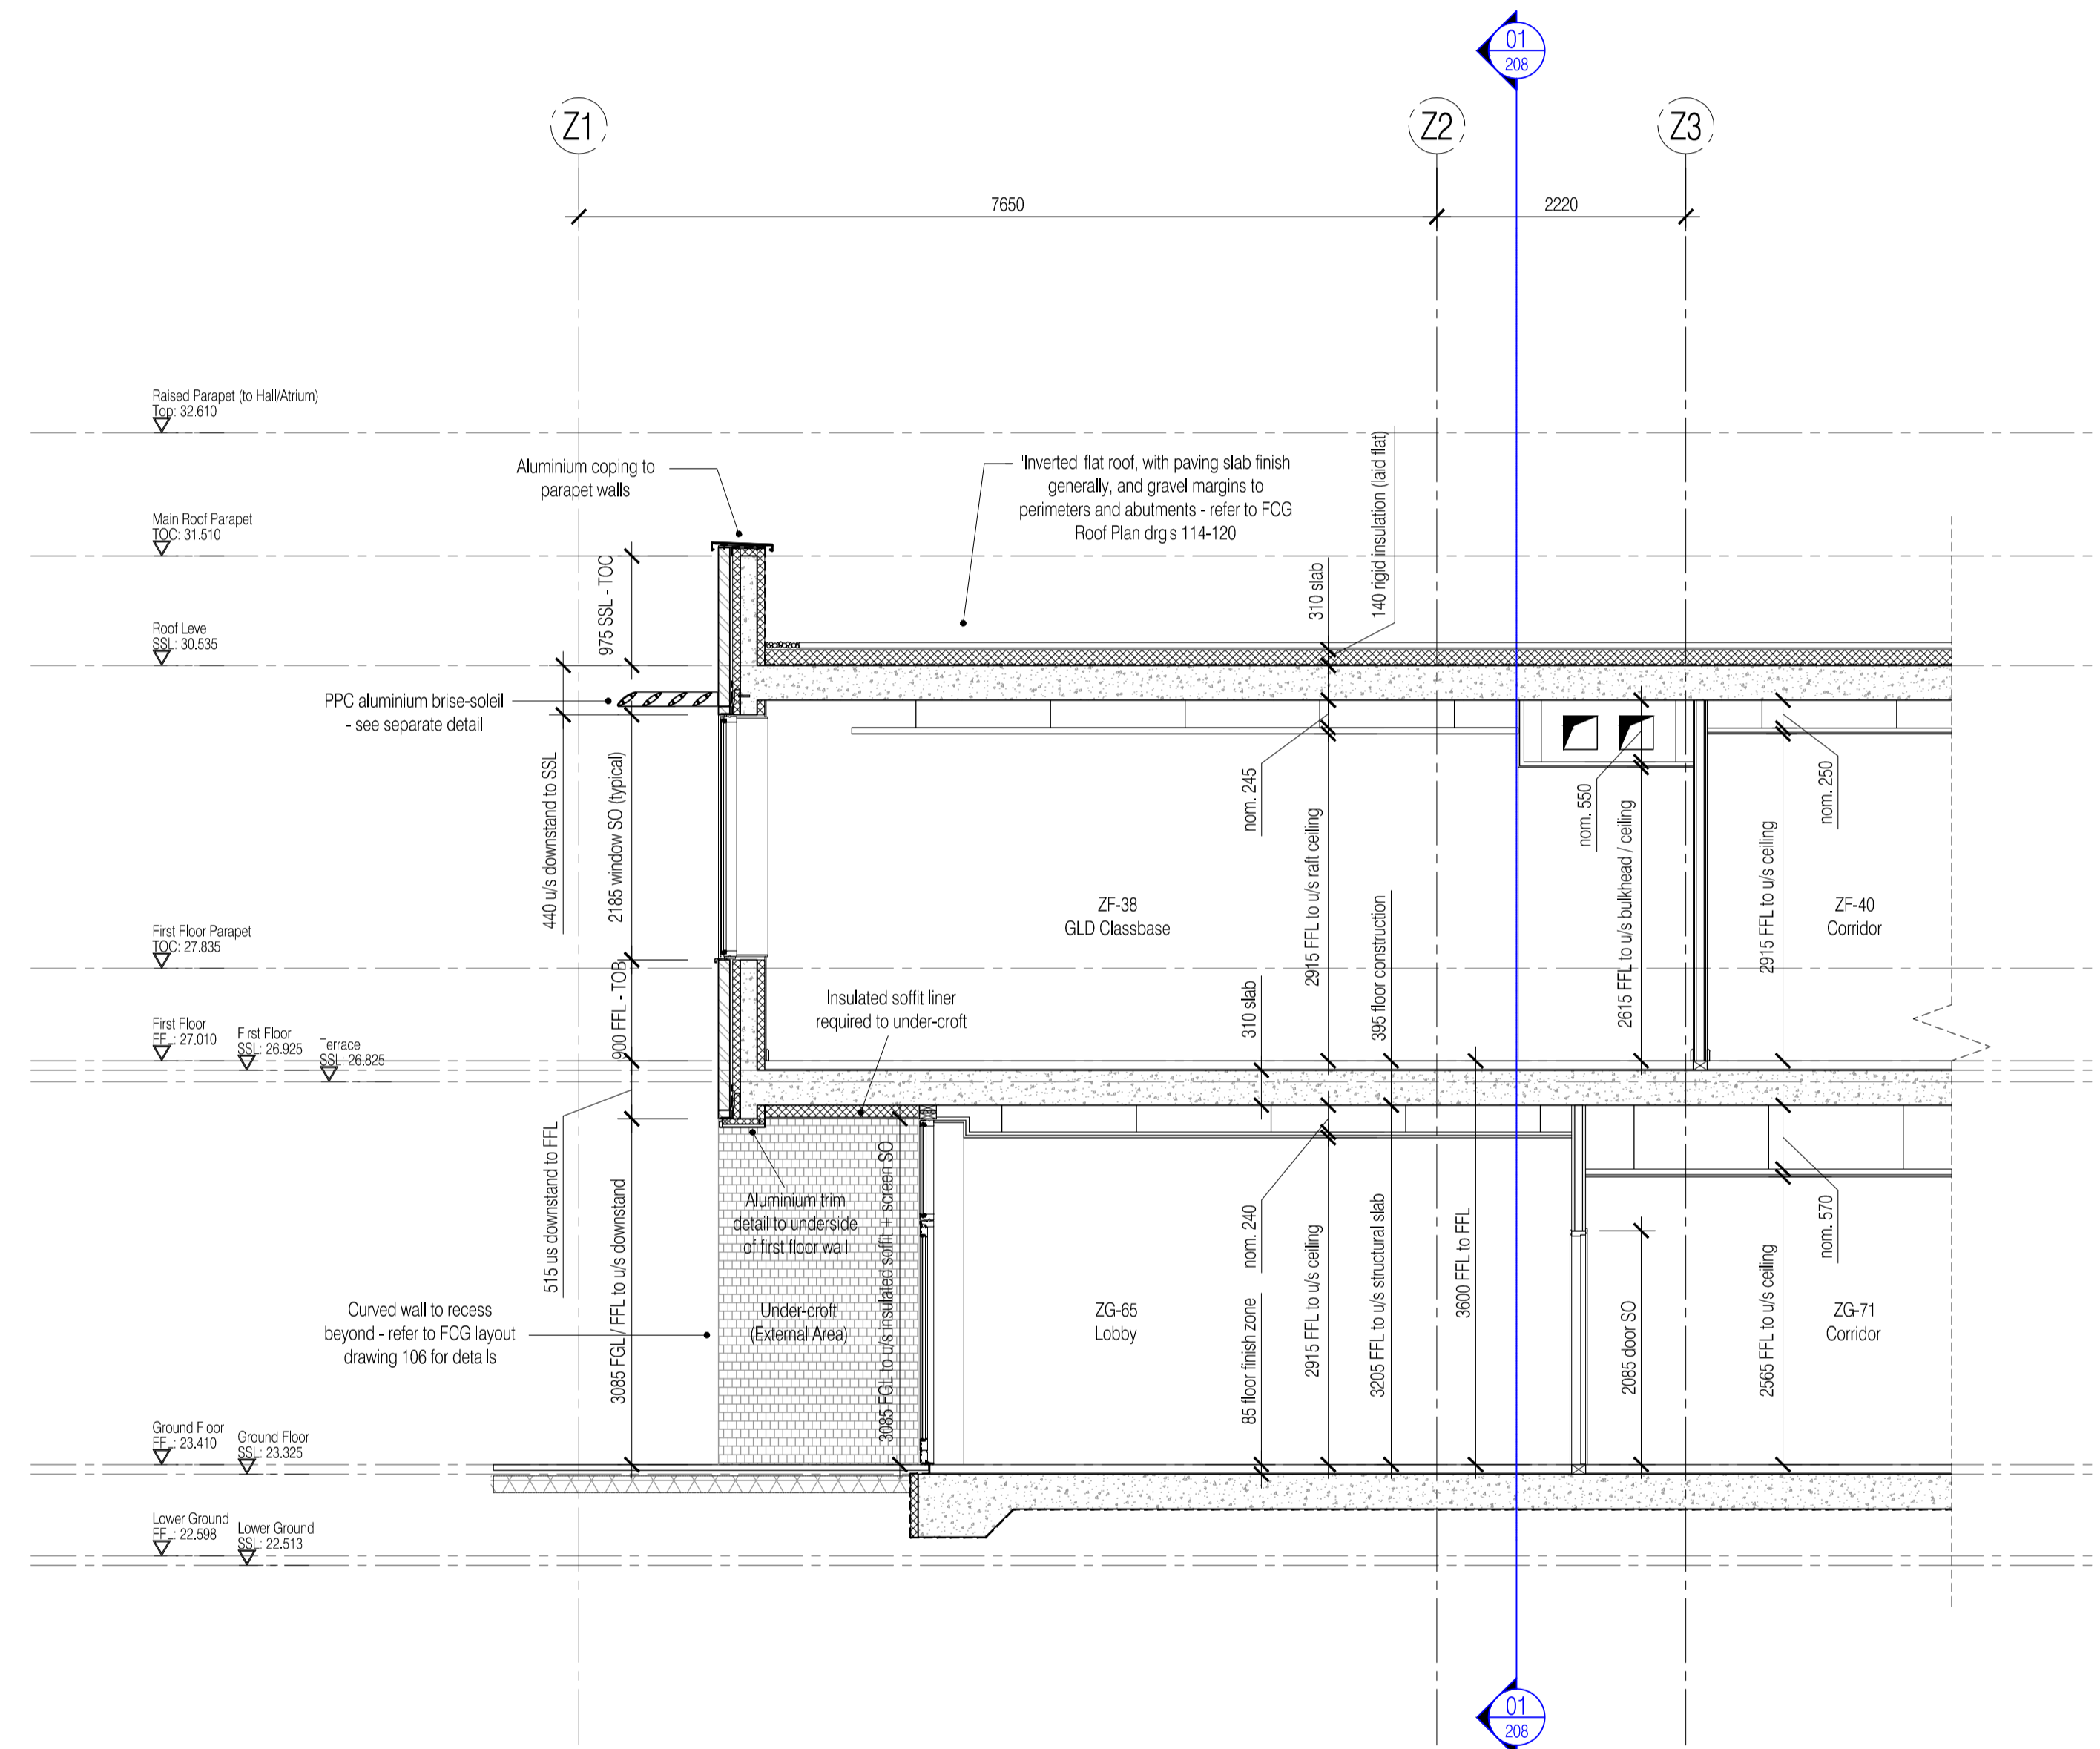 01
208
Z1
Z2
Z3
7650
2220
Raised Parapet (to Hall/Atrium)
Top: 32.610
Aluminium coping to
parapet walls
'Inverted' flat roof, with paving slab finish
generally, and gravel margins to
perimeters and abutments - refer to FCG
Roof Plan drg's 114-120
140 rigid insulation (laid flat)
310 slab
Main Roof Parapet
TOC: 31.510
975 SSL - TOC
Roof Level
SSL: 30.535
PPC aluminium brise-soleil
- see separate detail
440 u/s downstand to SSL
2185 window SO (typical)
nom. 245
2915 FFL to u/s raft ceiling
nom. 550
2615 FFL to u/s bulkhead / ceiling
nom. 250
2915 FFL to u/s ceiling
ZF-38
GLD Classbase
ZF-40
Corridor
First Floor Parapet
TOC: 27.835
900 FFL - TOB
Insulated soffit liner
required to under-croft
310 slab
395 floor construction
First Floor
FFL: 27.010
First Floor
SSL: 26.925
Terrace
SSL: 26.825
515 us downstand to FFL
3085 FGL / FFL to u/s downstand
Aluminium trim
detail to underside
of first floor wall
3085 FGL to u/s insulated soffit + screen SO
nom. 240
85 floor finish zone
2915 FFL to u/s ceiling
3205 FFL to u/s structural slab
3600 FFL to FFL
2085 door SO
2565 FFL to u/s ceiling
nom. 570
Curved wall to recess
beyond - refer to FCG layout
drawing 106 for details
Under-croft
(External Area)
ZG-65
Lobby
ZG-71
Corridor
Ground Floor
FFL: 23.410
Ground Floor
SSL: 23.325
Lower Ground
FFL: 22.598
Lower Ground
SSL: 22.513
01
208